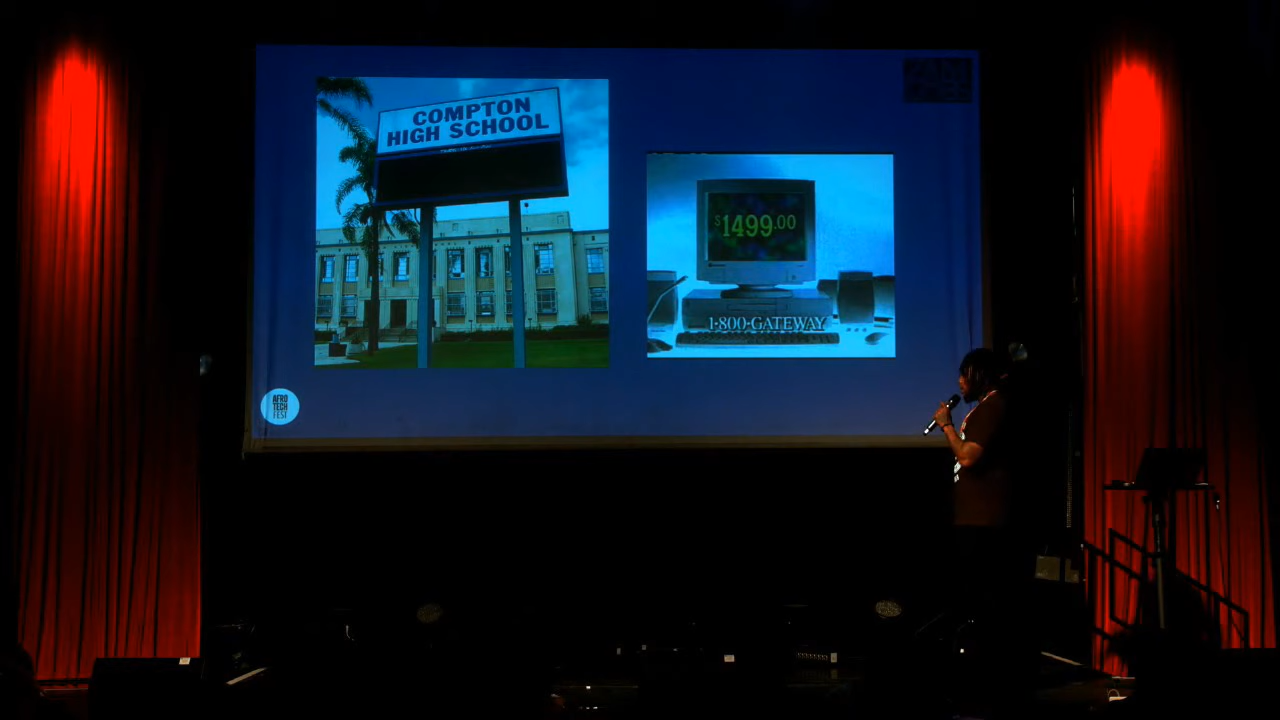 COMPTON
HIGH SCHOOL
$1499.00
1-800-GATEWAY
AFRO
TECH
FEST